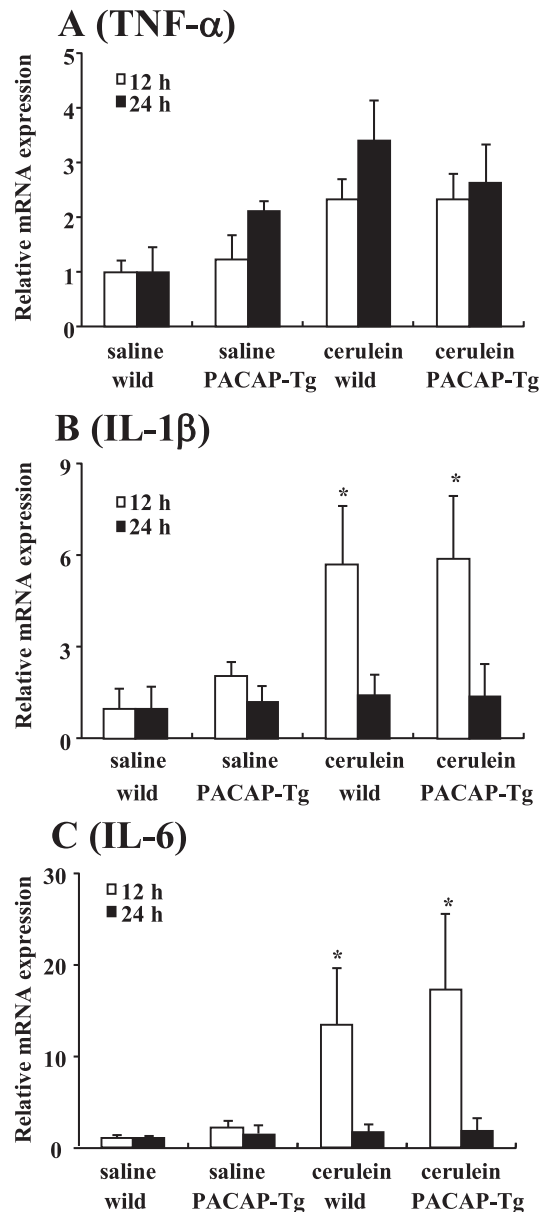 A (TNF-α)
Relative mRNA expression
5
4
3
2
1
0
12 h
24 h
saline saline cerulein cerulein
wild PACAP-Tg wild PACAP-Tg
B (IL-1β)
Relative mRNA expression
9
6
3
0
12 h
24 h
* *
saline saline cerulein cerulein
wild PACAP-Tg wild PACAP-Tg
C (IL-6)
Relative mRNA expression
30
20
10
0
12 h
24 h
* *
saline saline cerulein cerulein
wild PACAP-Tg wild PACAP-Tg